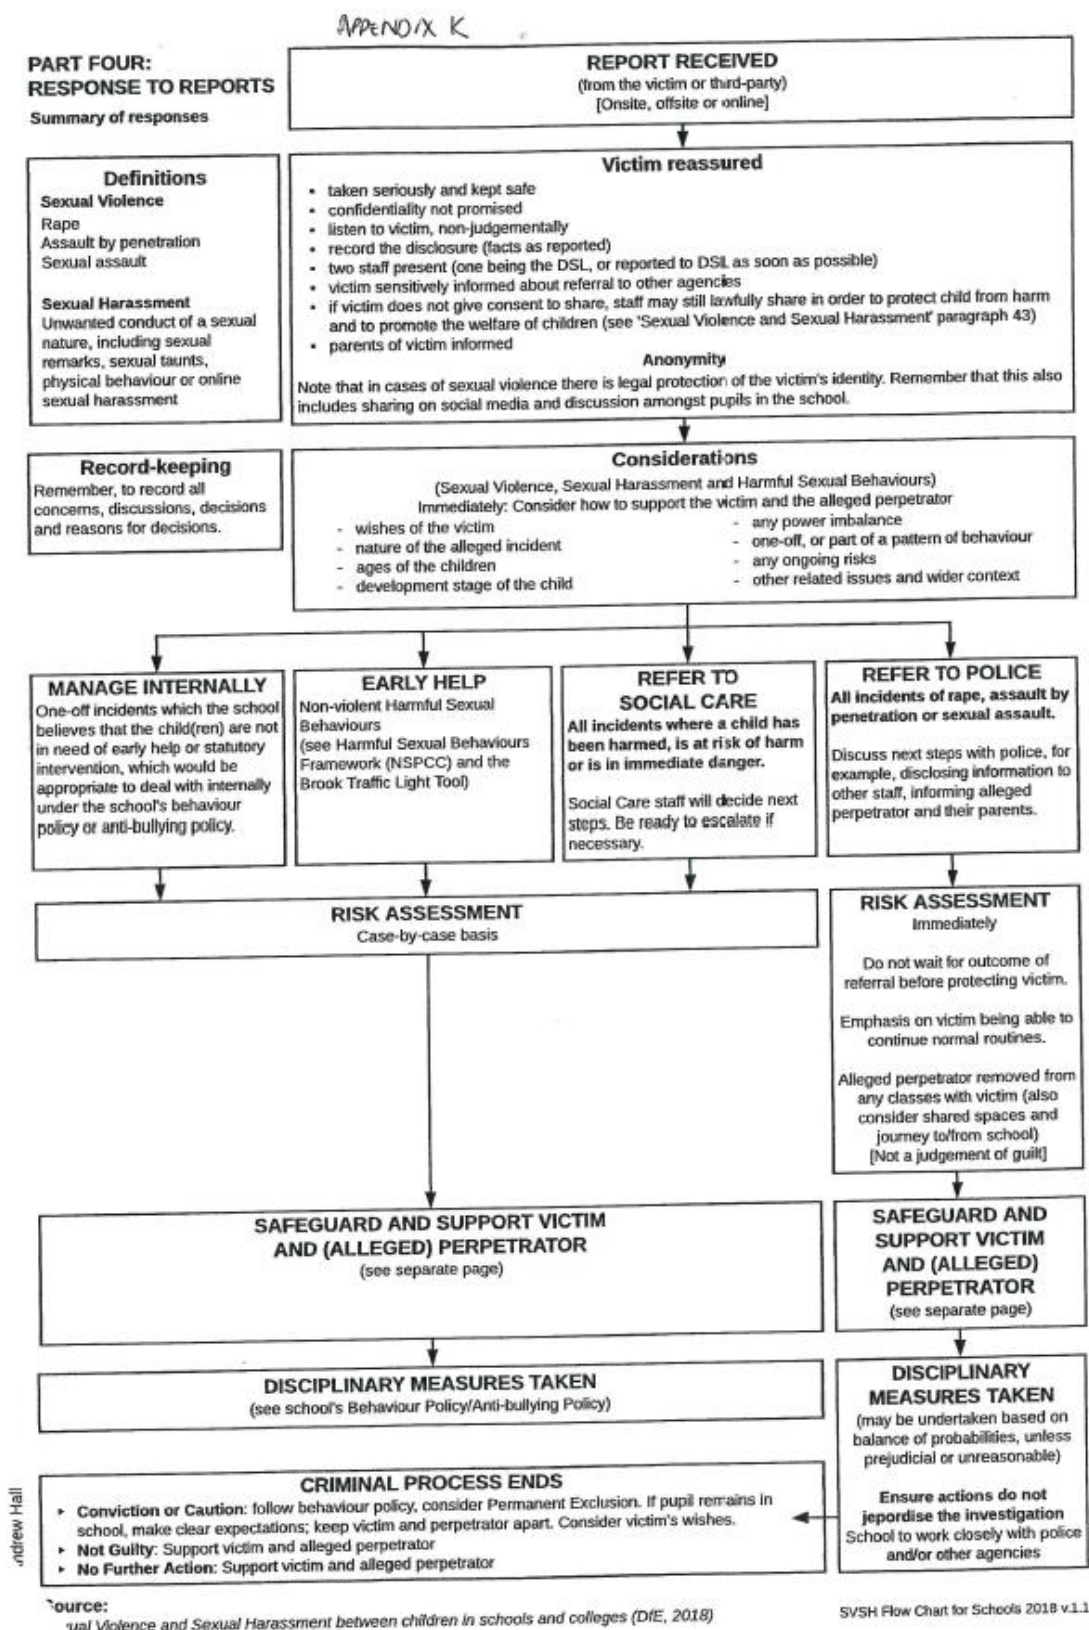 APPENDIX K
PART FOUR:
RESPONSE TO REPORTS
Summary of responses
REPORT RECEIVED
(from the victim or third-party)
[Onsite, offsite or online]
Definitions
Sexual Violence
Rape
Assault by penetration
Sexual assault
Sexual Harassment
Unwanted conduct of a sexual
nature, including sexual
remarks, sexual taunts,
physical behaviour or online
sexual harassment
Victim reassured
• taken seriously and kept safe
• confidentiality not promised
• listen to victim, non-judgementally
• record the disclosure (facts as reported)
• two staff present (one being the DSL, or reported to DSL as soon as possible)
• victim sensitively informed about referral to other agencies
• if victim does not give consent to share, staff may still lawfully share in order to protect child from harm
and to promote the welfare of children (see 'Sexual Violence and Sexual Harassment' paragraph 43)
• parents of victim informed
Anonymity
Note that in cases of sexual violence there is legal protection of the victim's identity. Remember that this also
includes sharing on social media and discussion amongst pupils in the school.
Record-keeping
Remember, to record all
concerns, discussions, decisions
and reasons for decisions.
Considerations
(Sexual Violence, Sexual Harassment and Harmful Sexual Behaviours)
Immediately: Consider how to support the victim and the alleged perpetrator
- wishes of the victim
- nature of the alleged incident
- ages of the children
- development stage of the child
- any power imbalance
- one-off, or part of a pattern of behaviour
- any ongoing risks
- other related issues and wider context
MANAGE INTERNALLY
One-off incidents which the school
believes that the child(ren) are not
in need of early help or statutory
intervention, which would be
appropriate to deal with internally
under the school's behaviour
policy or anti-bullying policy.
EARLY HELP
Non-violent Harmful Sexual
Behaviours
(see Harmful Sexual Behaviours
Framework (NSPCC) and the
Brook Traffic Light Tool)
REFER TO
SOCIAL CARE
All incidents where a child has
been harmed, is at risk of harm
or is in immediate danger.
Social Care staff will decide next
steps. Be ready to escalate if
necessary.
REFER TO POLICE
All incidents of rape, assault by
penetration or sexual assault.
Discuss next steps with police, for
example, disclosing information to
other staff, informing alleged
perpetrator and their parents.
RISK ASSESSMENT
Case-by-case basis
RISK ASSESSMENT
Immediately
Do not wait for outcome of
referral before protecting victim.
Emphasis on victim being able to
continue normal routines.
Alleged perpetrator removed from
any classes with victim (also
consider shared spaces and
journey to/from school)
[Not a judgement of guilt]
SAFEGUARD AND SUPPORT VICTIM
AND (ALLEGED) PERPETRATOR
(see separate page)
SAFEGUARD AND
SUPPORT VICTIM
AND (ALLEGED)
PERPETRATOR
(see separate page)
DISCIPLINARY MEASURES TAKEN
(see school's Behaviour Policy/Anti-bullying Policy)
DISCIPLINARY
MEASURES TAKEN
(may be undertaken based on
balance of probabilities, unless
prejudicial or unreasonable)
Ensure actions do not
jepordise the investigation
School to work closely with police
and/or other agencies
CRIMINAL PROCESS ENDS
‣ Conviction or Caution: follow behaviour policy, consider Permanent Exclusion. If pupil remains in
school, make clear expectations; keep victim and perpetrator apart. Consider victim's wishes.
‣ Not Guilty: Support victim and alleged perpetrator
‣ No Further Action: Support victim and alleged perpetrator
ndrew Hall
ource:
ual Violence and Sexual Harassment between children in schools and colleges (DfE, 2018)
SVSH Flow Chart for Schools 2018 v.1.1